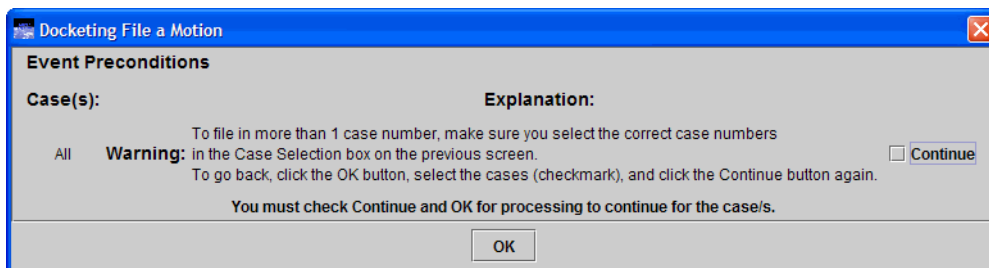 Docketing File a Motion
Event Preconditions
Case(s): Explanation:
To file in more than 1 case number, make sure you select the correct case numbers
All Warning: in the Case Selection box on the previous screen. Continue
To go back, click the OK button, select the cases (checkmark), and click the Continue button again.
You must check Continue and OK for processing to continue for the case/s.
OK